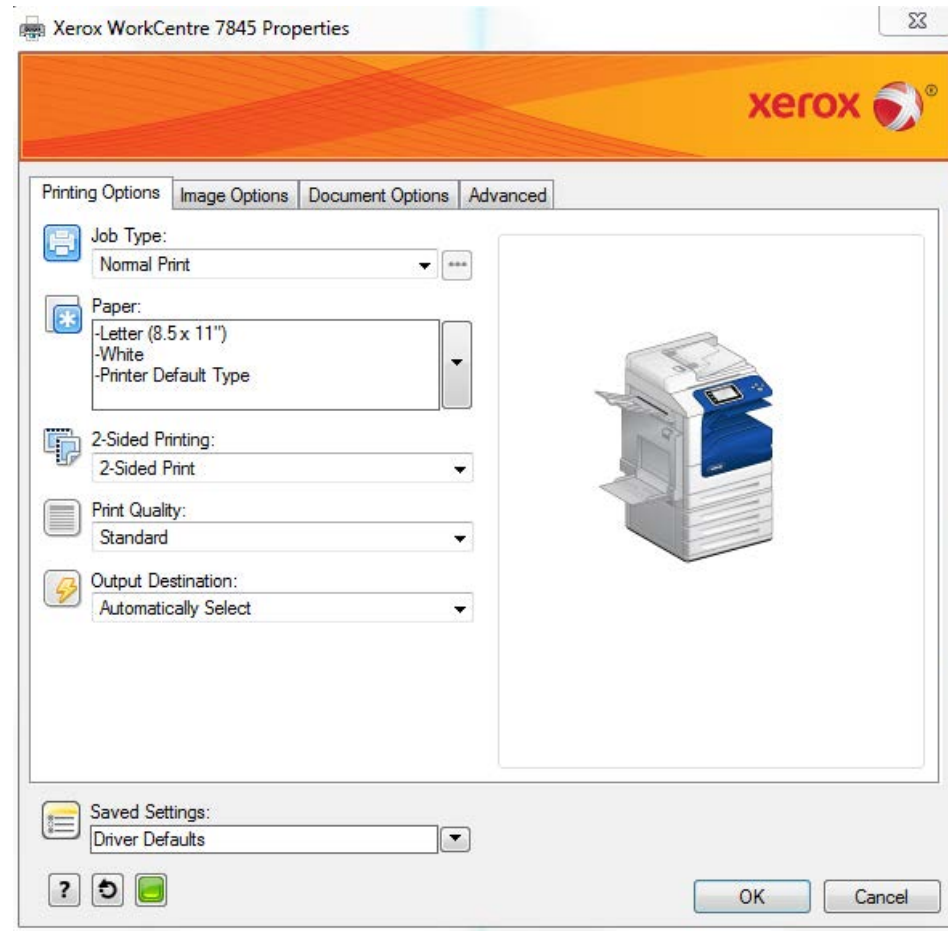 Xerox WorkCentre 7845 Properties
xerox ®
Printing Options Image Options Document Options Advanced
Job Type:
Normal Print
Paper:
-Letter (8.5 x 11")
-White
-Printer Default Type
2-Sided Printing:
2-Sided Print
Print Quality:
Standard
Output Destination:
Automatically Select
Saved Settings:
Driver Defaults
?
OK Cancel